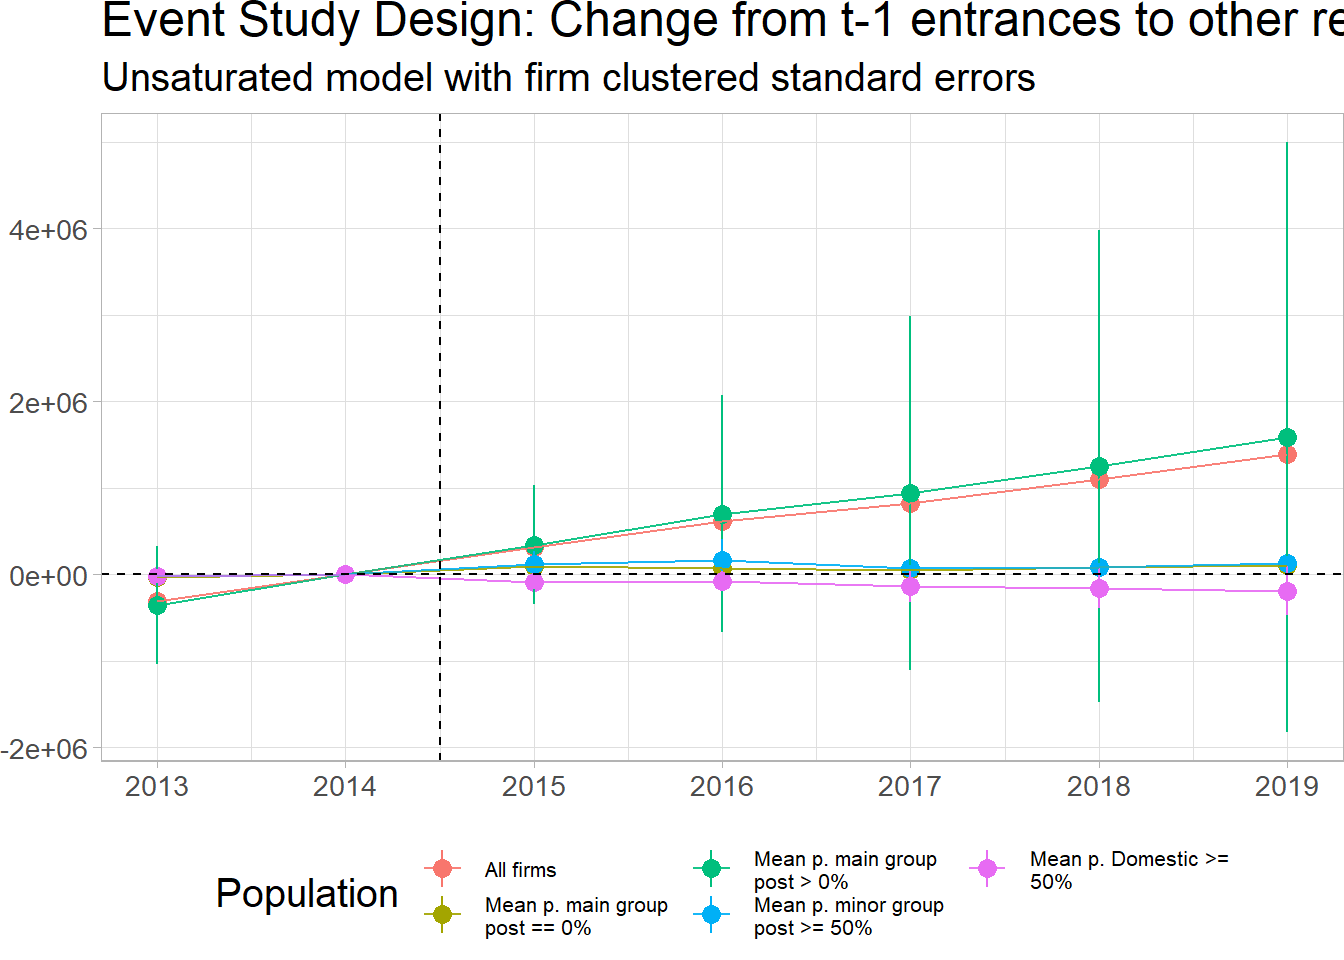 Event Study Design: Change from t-1 entrances to other re
Unsaturated model with firm clustered standard errors
4e+06
2e+06
0e+00
-2e+06
2013 2014 2015 2016 2017 2018 2019
Population
All firms
Mean p. main group
post == 0%
Mean p. main group
post > 0%
Mean p. minor group
post >= 50%
Mean p. Domestic >=
50%